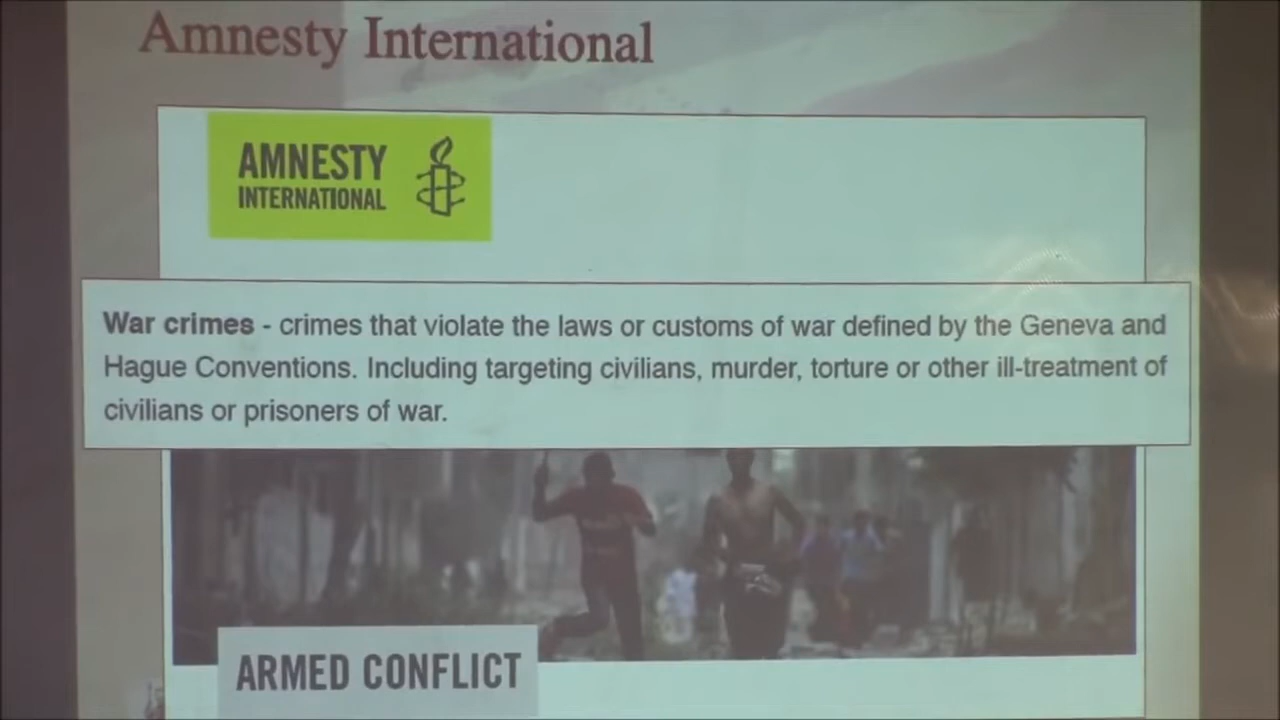 Amnesty International
AMNESTY
INTERNATIONAL
War crimes - crimes that violate the laws or customs of war defined by the Geneva and
Hague Conventions. Including targeting civilians, murder, torture or other ill-treatment of
civilians or prisoners of war.
ARMED CONFLICT